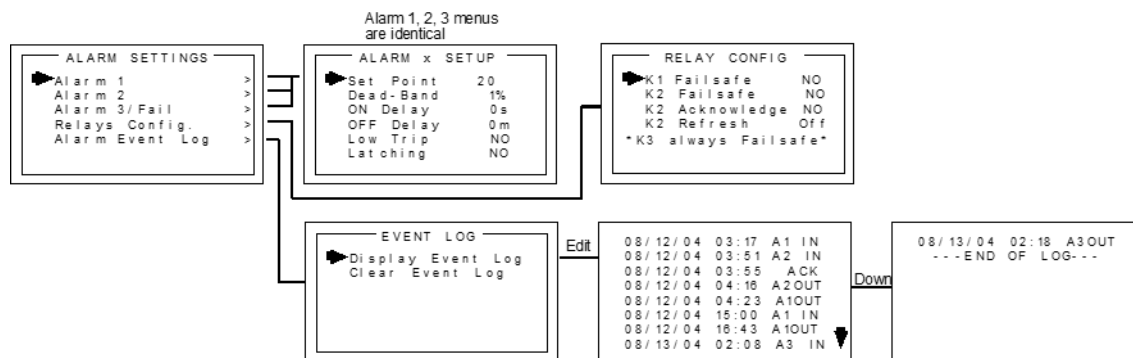 Alarm 1, 2, 3 menus
are identical
ALARM SETTINGS
Alarm 1 >
Alarm 2 >
Alarm 3/Fail >
Relays Config. >
Alarm Event Log >
ALARM x SETUP
Set Point 20
Dead-Band 1%
ON Delay 0s
OFF Delay 0m
Low Trip NO
Latching NO
RELAY CONFIG
K1 Failsafe NO
K2 Failsafe NO
K2 Acknowledge NO
K2 Refresh Off
*K3 always Failsafe*
EVENT LOG
Display Event Log
Clear Event Log
Edit
08/12/04 03:17 A1 IN
08/12/04 03:51 A2 IN
08/12/04 03:55 ACK
08/12/04 04:16 A2OUT
08/12/04 04:23 A1OUT
08/12/04 15:00 A1 IN
08/12/04 16:43 A1OUT
08/13/04 02:08 A3 IN
Down
08/13/04 02:18 A3OUT
---END OF LOG---